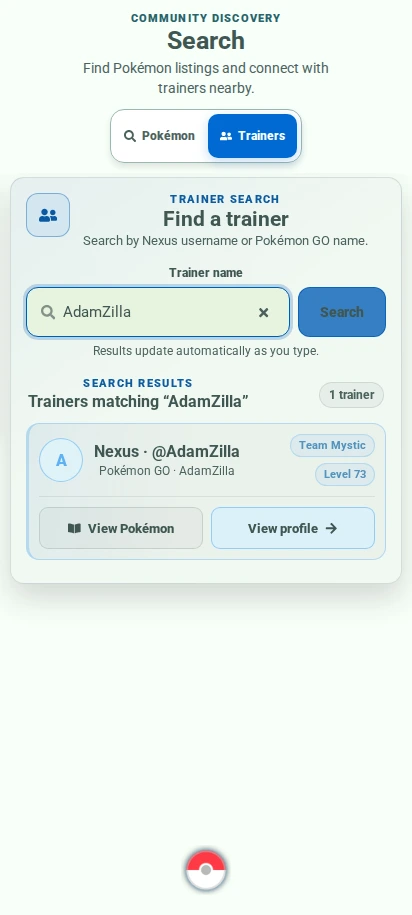 COMMUNITY DISCOVERY
Search
Find Pokémon listings and connect with
trainers nearby.
Pokémon
Trainers
TRAINER SEARCH
Find a trainer
Search by Nexus username or Pokémon GO name.
Trainer name
AdamZilla
Search
Results update automatically as you type.
SEARCH RESULTS
Trainers matching “AdamZilla”
1 trainer
A
Nexus · @AdamZilla
Pokémon GO · AdamZilla
Team Mystic
Level 73
View Pokémon
View profile